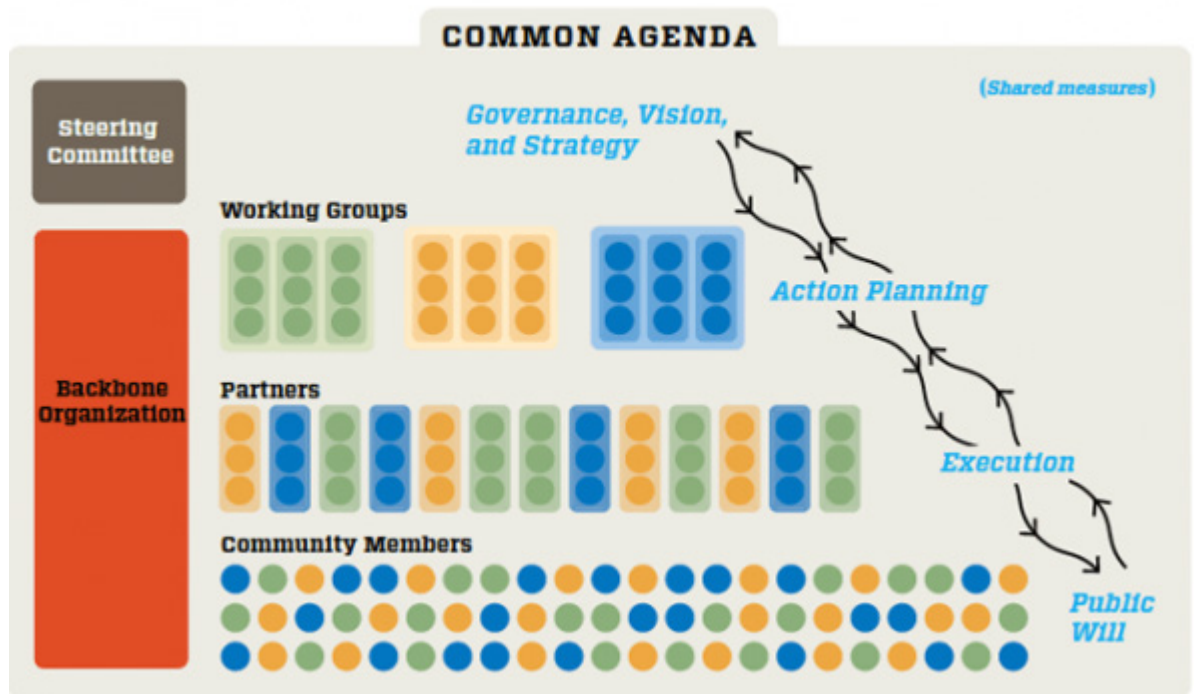 COMMON AGENDA
Steering
Committee
(Shared measures)
Governance, Vision,
and Strategy
Working Groups
Action Planning
Backbone
Organization
Partners
Execution
Community Members
Public
Will